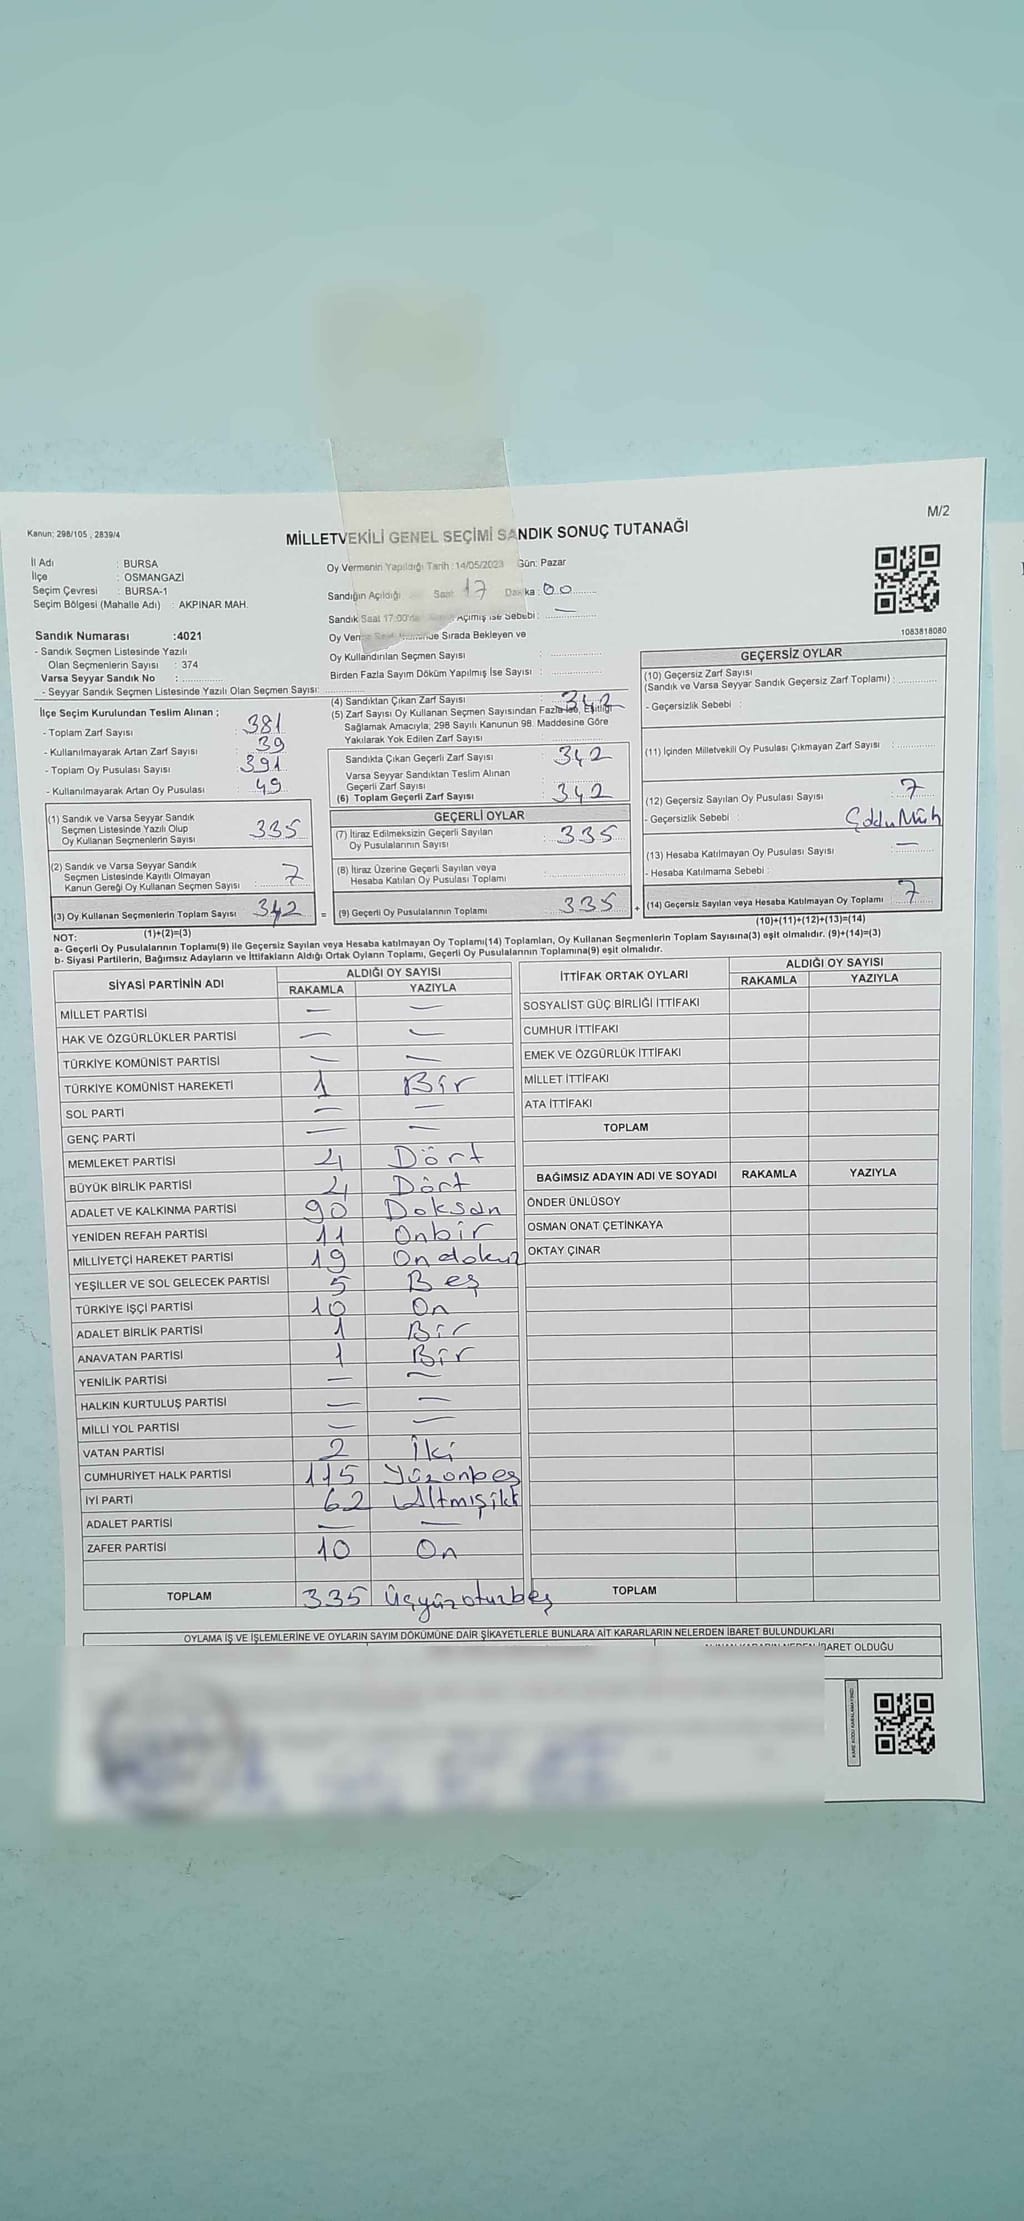 M/2
Kanun: 298/105 , 2839/4
MİLLETVEKİLİ GENEL SEÇİMİ SANDIK SONUÇ TUTANAĞI
İl Adı : BURSA
İlçe : OSMANGAZİ
Seçim Çevresi : BURSA-1
Seçim Bölgesi (Mahalle Adı) : AKPINAR MAH.
Sandık Numarası :4021
- Sandık Seçmen Listesinde Yazılı
Olan Seçmenlerin Sayısı : 374
Varsa Seyyar Sandık No :
- Seyyar Sandık Seçmen Listesinde Yazılı Olan Seçmen Sayısı:
Oy Vermenin Yapıldığı Tarih : 14/05/2023 Gün: Pazar
Sandığın Açıldığı Saat 17 Dakika : 00
Sandık Saat 17:00'da Açılmış ise Sebebi : —
Oy Verme Sırada Bekleyen ve
Oy Kullandırılan Seçmen Sayısı :
Birden Fazla Sayım Döküm Yapılmış İse Sayısı :
1083818080
İlçe Seçim Kurulundan Teslim Alınan ;
- Toplam Zarf Sayısı : 381
- Kullanılmayarak Artan Zarf Sayısı : 39
- Toplam Oy Pusulası Sayısı : 391
- Kullanılmayarak Artan Oy Pusulası : 49
(1) Sandık ve Varsa Seyyar Sandık
Seçmen Listesinde Yazılı Olup
Oy Kullanan Seçmenlerin Sayısı : 335
(2) Sandık ve Varsa Seyyar Sandık
Seçmen Listesinde Kayıtlı Olmayan
Kanun Gereği Oy Kullanan Seçmen Sayısı : 7
(3) Oy Kullanan Seçmenlerin Toplam Sayısı : 342 =
(1)+(2)=(3)
(4) Sandıktan Çıkan Zarf Sayısı : 342
(5) Zarf Sayısı Oy Kullanan Seçmen Sayısından Fazla ise, Eşitliği
Sağlamak Amacıyla; 298 Sayılı Kanunun 98. Maddesine Göre
Yakılarak Yok Edilen Zarf Sayısı :
Sandıkta Çıkan Geçerli Zarf Sayısı : 342
Varsa Seyyar Sandıktan Teslim Alınan
Geçerli Zarf Sayısı :
(6) Toplam Geçerli Zarf Sayısı : 342
GEÇERLİ OYLAR
(7) İtiraz Edilmeksizin Geçerli Sayılan
Oy Pusulalarının Sayısı : 335
(8) İtiraz Üzerine Geçerli Sayılan veya
Hesaba Katılan Oy Pusulası Toplamı :
(9) Geçerli Oy Pusulalarının Toplamı : 335 +
GEÇERSİZ OYLAR
(10) Geçersiz Zarf Sayısı
(Sandık ve Varsa Seyyar Sandık Geçersiz Zarf Toplamı) :
- Geçersizlik Sebebi :
(11) İçinden Milletvekili Oy Pusulası Çıkmayan Zarf Sayısı :
(12) Geçersiz Sayılan Oy Pusulası Sayısı : 7
- Geçersizlik Sebebi :
(13) Hesaba Katılmayan Oy Pusulası Sayısı : —
- Hesaba Katılmama Sebebi :
(14) Geçersiz Sayılan veya Hesaba Katılmayan Oy Toplamı : 7
(10)+(11)+(12)+(13)=(14)
NOT:
a- Geçerli Oy Pusulalarının Toplamı(9) ile Geçersiz Sayılan veya Hesaba katılmayan Oy Toplamı(14) Toplamları, Oy Kullanan Seçmenlerin Toplam Sayısına(3) eşit olmalıdır. (9)+(14)=(3)
b- Siyasi Partilerin, Bağımsız Adayların ve İttifakların Aldığı Ortak Oyların Toplamı, Geçerli Oy Pusulalarının Toplamına(9) eşit olmalıdır.
SİYASİ PARTİNİN ADI ALDIĞI OY SAYISI
RAKAMLA YAZIYLA
MİLLET PARTİSİ — —
HAK VE ÖZGÜRLÜKLER PARTİSİ — —
TÜRKİYE KOMÜNİST PARTİSİ — —
TÜRKİYE KOMÜNİST HAREKETİ 1 Bir
SOL PARTİ — —
GENÇ PARTİ — —
MEMLEKET PARTİSİ 4 Dört
BÜYÜK BİRLİK PARTİSİ 4 Dört
ADALET VE KALKINMA PARTİSİ 90 Doksan
YENİDEN REFAH PARTİSİ 11 Onbir
MİLLİYETÇİ HAREKET PARTİSİ 19 Ondokuz
YEŞİLLER VE SOL GELECEK PARTİSİ 5 Beş
TÜRKİYE İŞÇİ PARTİSİ 10 On
ADALET BİRLİK PARTİSİ 1 Bir
ANAVATAN PARTİSİ 1 Bir
YENİLİK PARTİSİ — —
HALKIN KURTULUŞ PARTİSİ — —
MİLLİ YOL PARTİSİ — —
VATAN PARTİSİ 2 İki
CUMHURİYET HALK PARTİSİ 115 Yüzonbeş
İYİ PARTİ 62 Altmışiki
ADALET PARTİSİ — —
ZAFER PARTİSİ 10 On
TOPLAM 335 Üçyüzotuzbeş
İTTİFAK ORTAK OYLARI ALDIĞI OY SAYISI
RAKAMLA YAZIYLA
SOSYALİST GÜÇ BİRLİĞİ İTTİFAKI
CUMHUR İTTİFAKI
EMEK VE ÖZGÜRLÜK İTTİFAKI
MİLLET İTTİFAKI
ATA İTTİFAKI
TOPLAM
BAĞIMSIZ ADAYIN ADI VE SOYADI RAKAMLA YAZIYLA
ÖNDER ÜNLÜSOY
OSMAN ONAT ÇETİNKAYA
OKTAY ÇINAR
TOPLAM
OYLAMA İŞ VE İŞLEMLERİNE VE OYLARIN SAYIM DÖKÜMÜNE DAİR ŞİKAYETLERLE BUNLARA AİT KARARLARIN NELERDEN İBARET BULUNDUKLARI
İBARET OLDUĞU